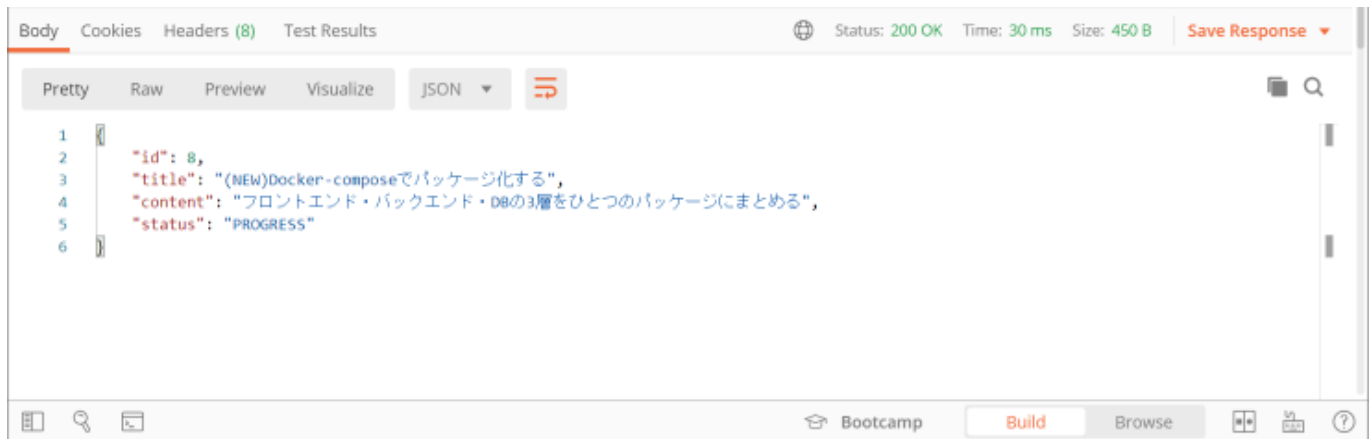 Body Cookies Headers (8) Test Results Status: 200 OK Time: 30 ms Size: 450 B Save Response
Pretty Raw Preview Visualize JSON
1 {
2 "id": 8,
3 "title": "(NEW)Docker-composeでパッケージ化する",
4 "content": "フロントエンド・バックエンド・DBの3層をひとつのパッケージにまとめる",
5 "status": "PROGRESS"
6 }
Bootcamp Build Browse